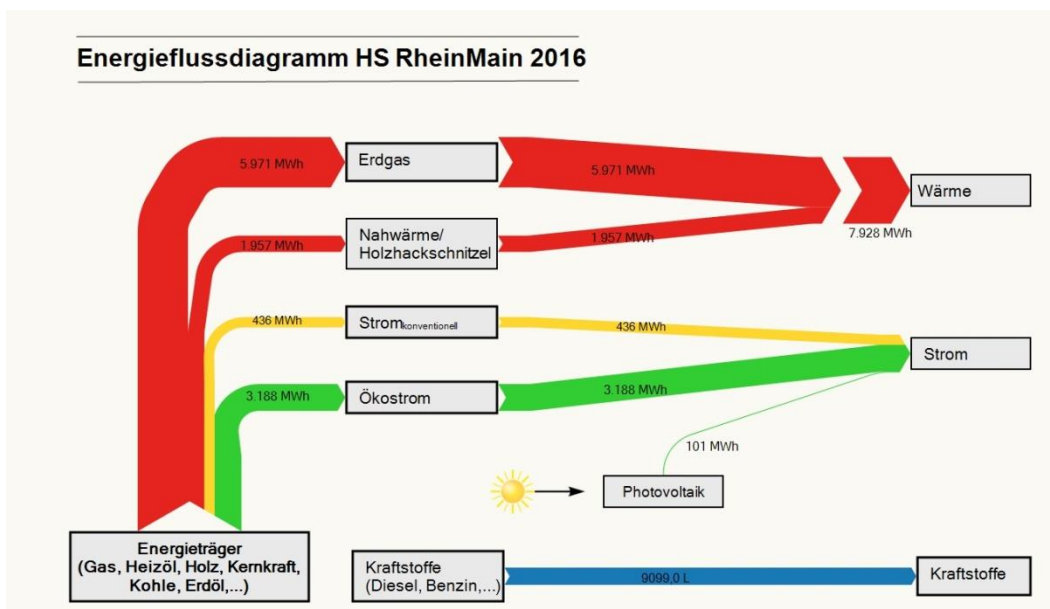 Energieflussdiagramm HS RheinMain 2016
5.971 MWh
Erdgas
5.971 MWh
Wärme
7.928 MWh
1.957 MWh
Nahwärme/
Holzhackschnitzel
1.957 MWh
436 MWh
Strom konventionell
436 MWh
Strom
3.188 MWh
Ökostrom
3.188 MWh
101 MWh
Photovoltaik
Energieträger
(Gas, Heizöl, Holz, Kernkraft,
Kohle, Erdöl,...)
Kraftstoffe
(Diesel, Benzin,...)
9099,0 L
Kraftstoffe